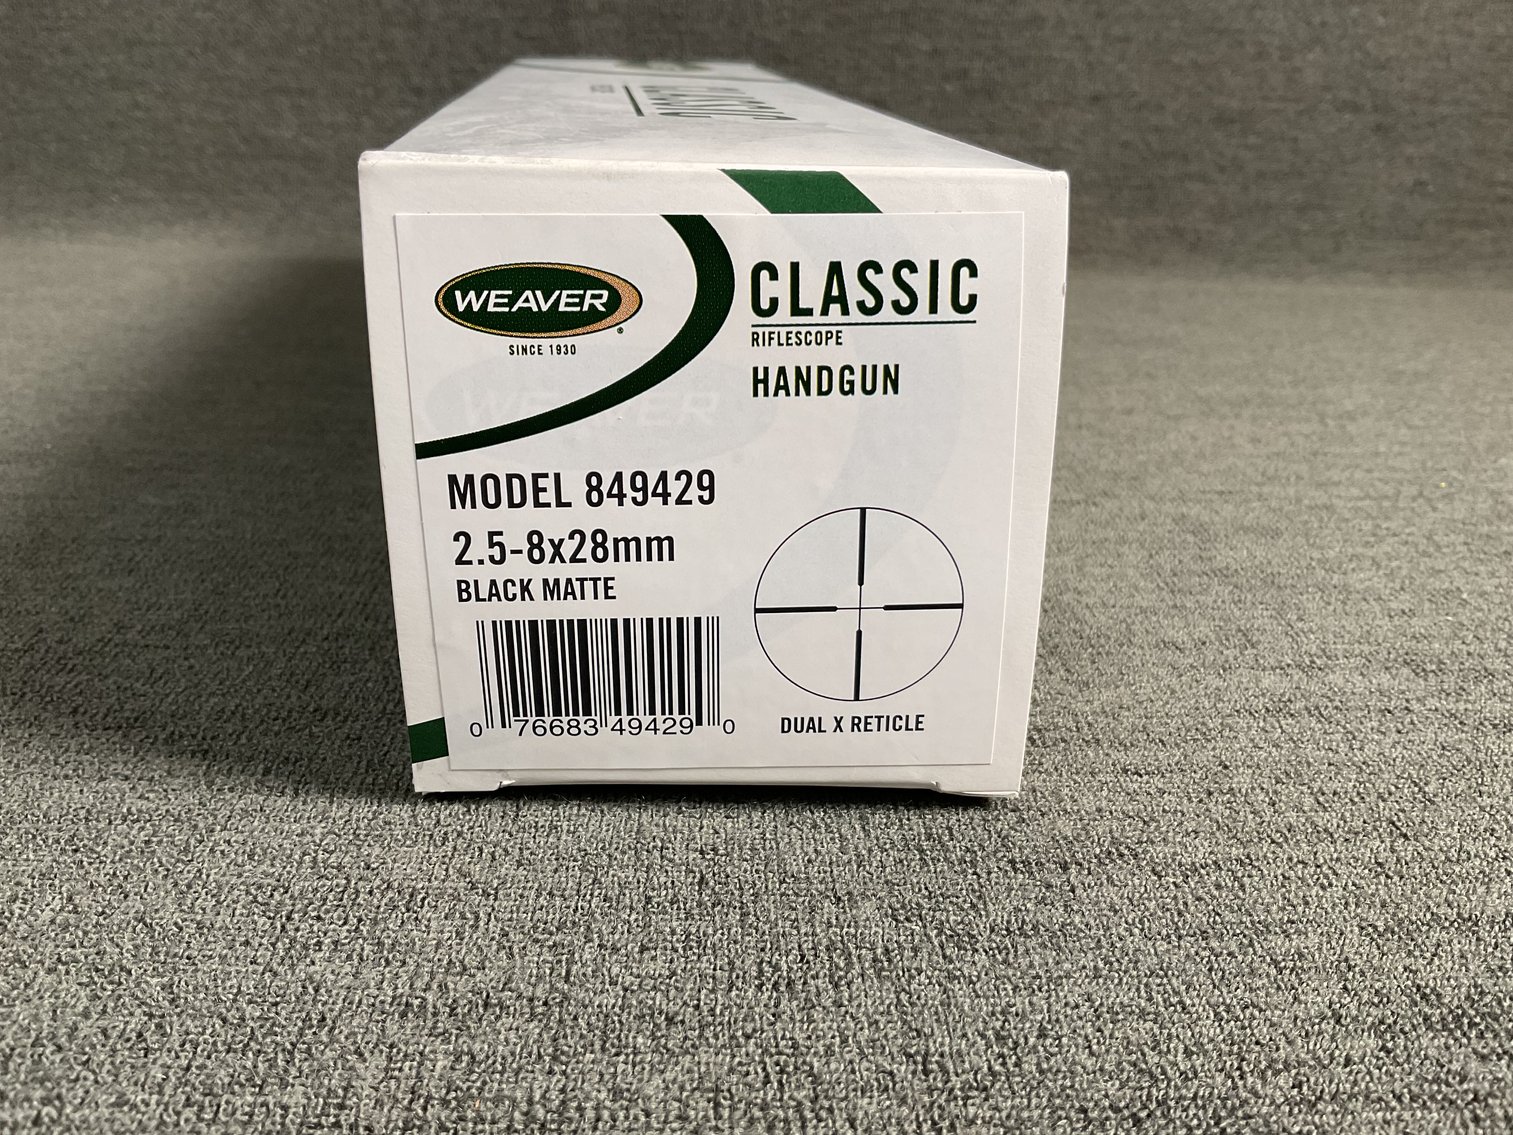 CLASSIC
WEAVER®
SINCE 1930
CLASSIC
RIFLESCOPE
HANDGUN
MODEL 849429
2.5-8x28mm
BLACK MATTE
0 76683 49429 0
DUAL X RETICLE